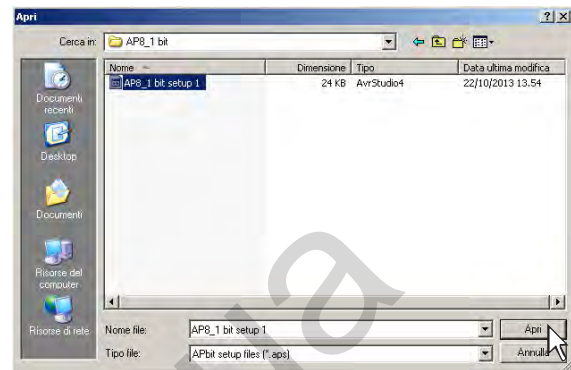 Apri
Cerca in: AP8_1 bit
Nome Dimensione Tipo Data ultima modifica
AP8_1 bit setup 1 24 KB AvrStudio4 22/10/2013 13.54
Documenti recenti
Desktop
Documenti
Risorse del computer
Risorse di rete
Nome file: AP8_1 bit setup 1 Apri
Tipo file: APbit setup files (*.aps) Annulla